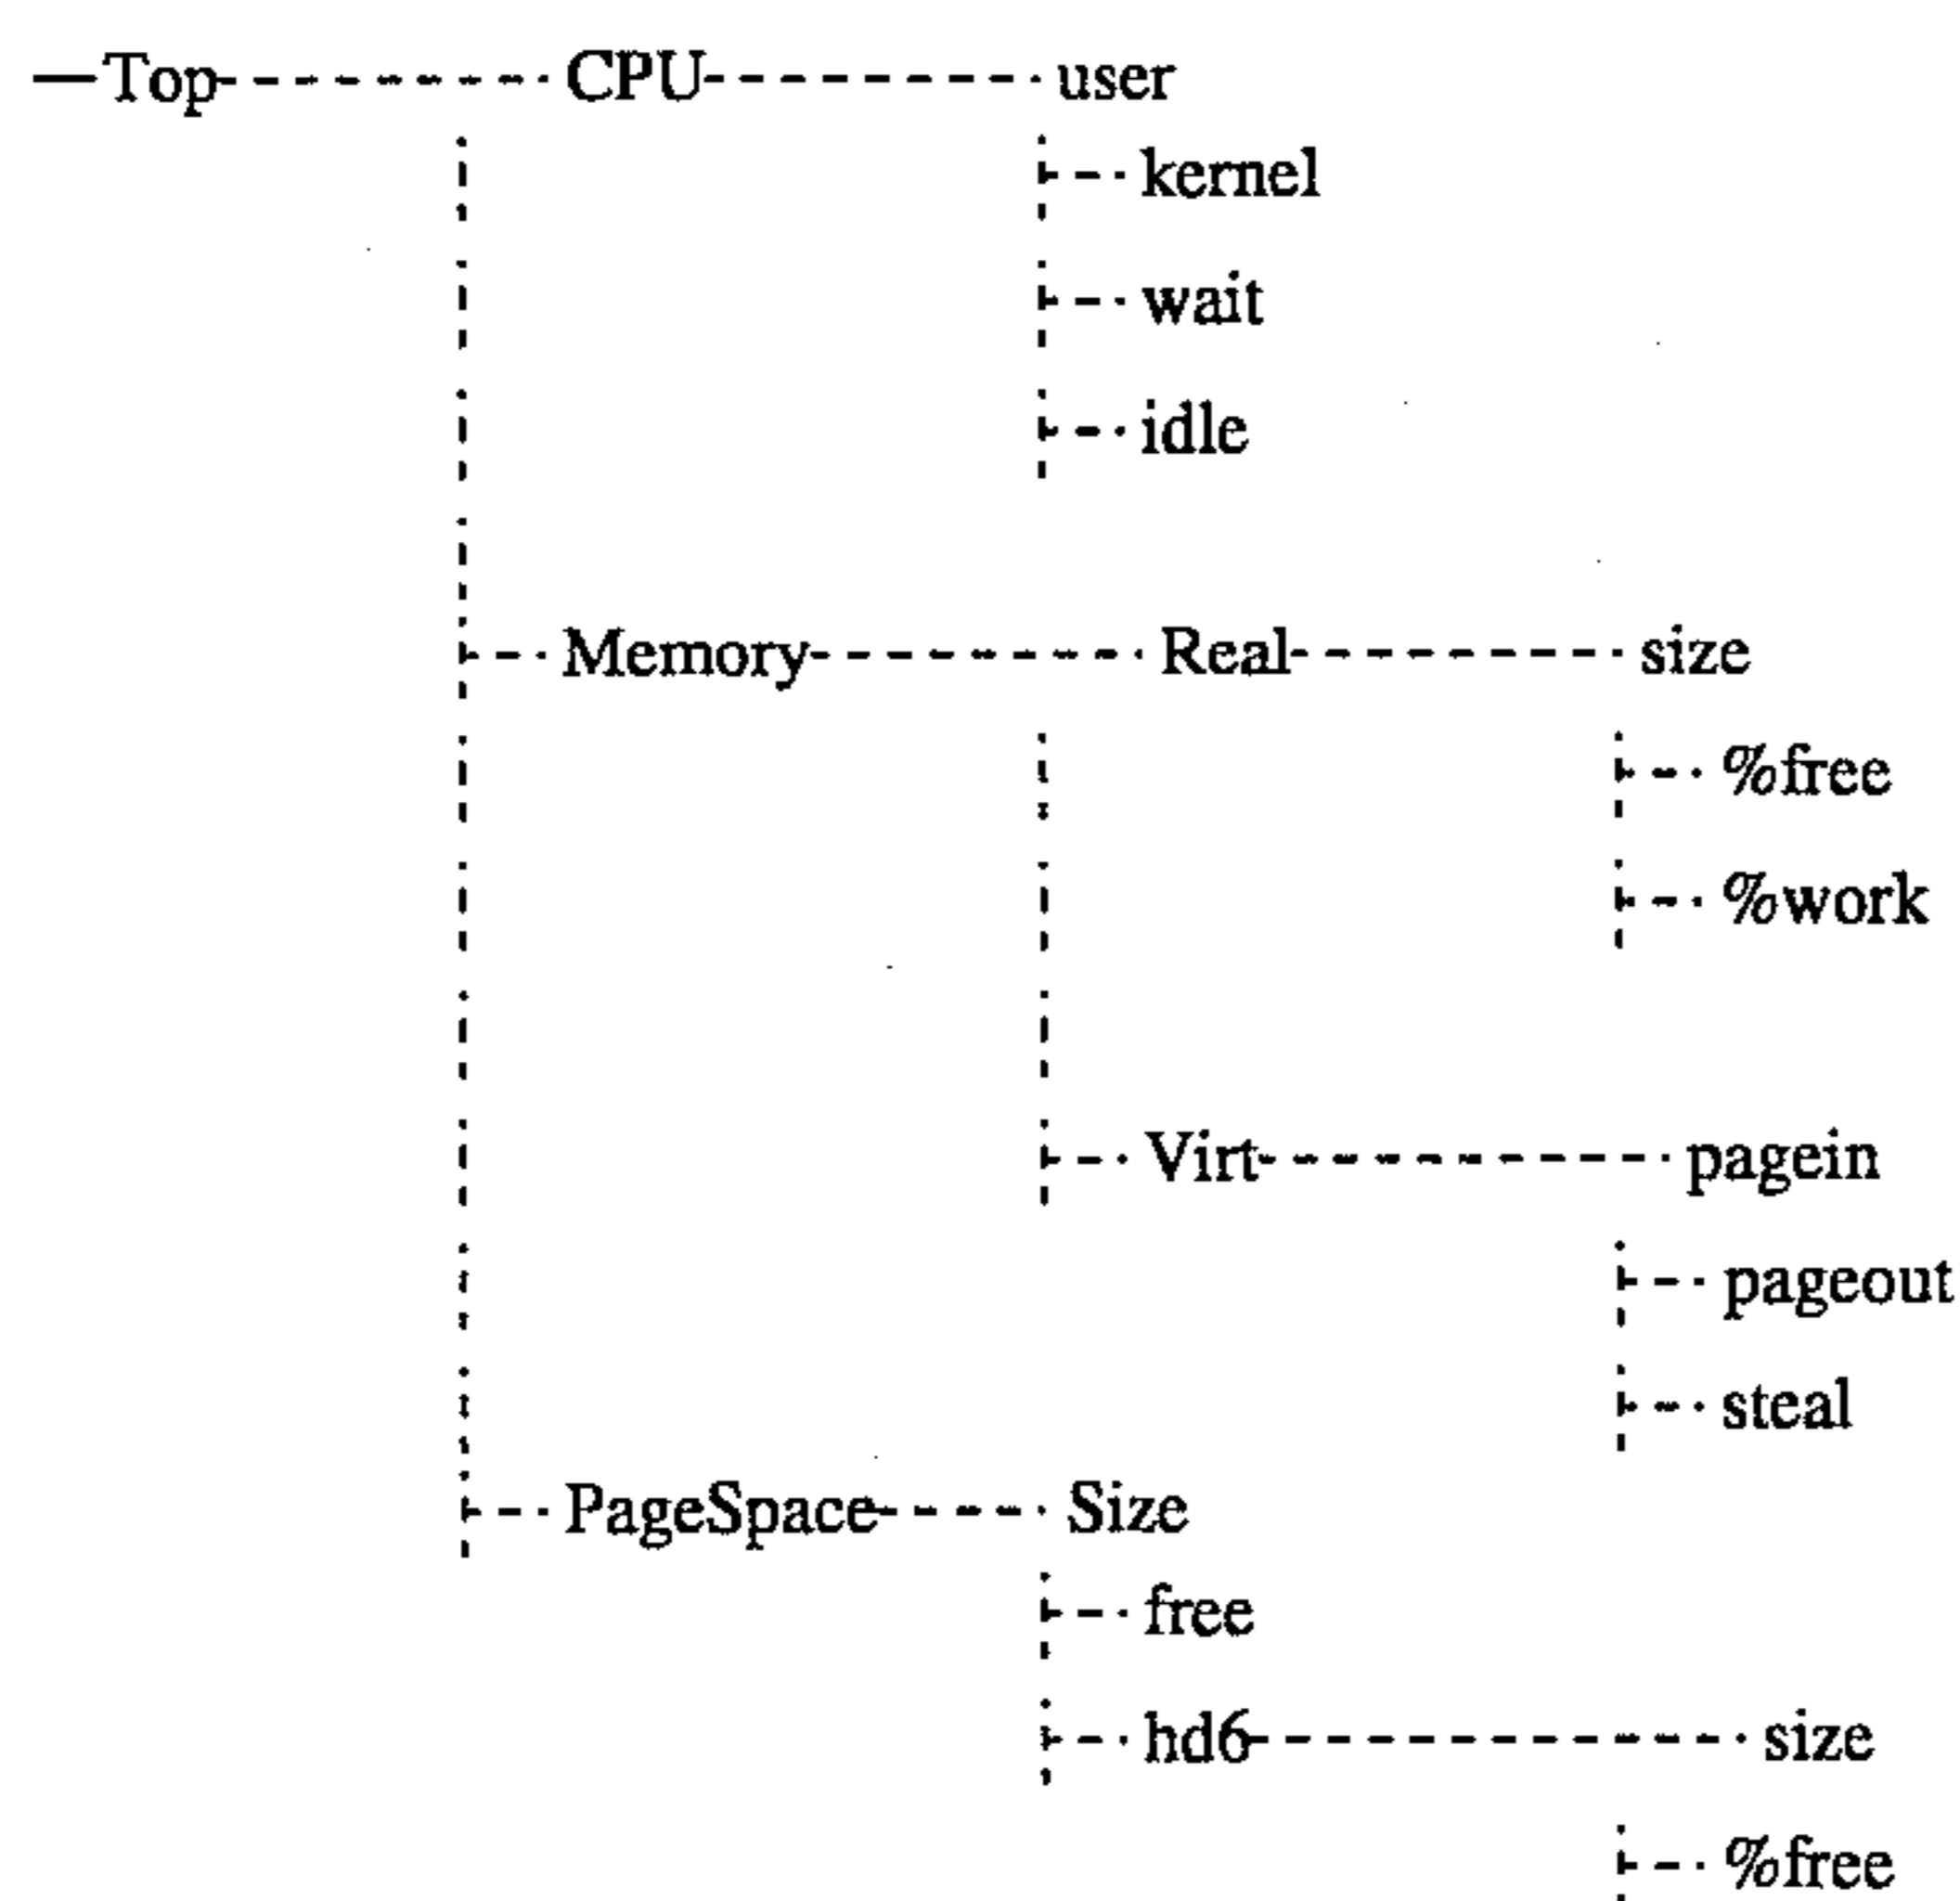 Top CPU user
kernel
wait
idle
Memory Real size
%free
%work
Virt pagein
pageout
steal
PageSpace Size
free
hd6 size
%free